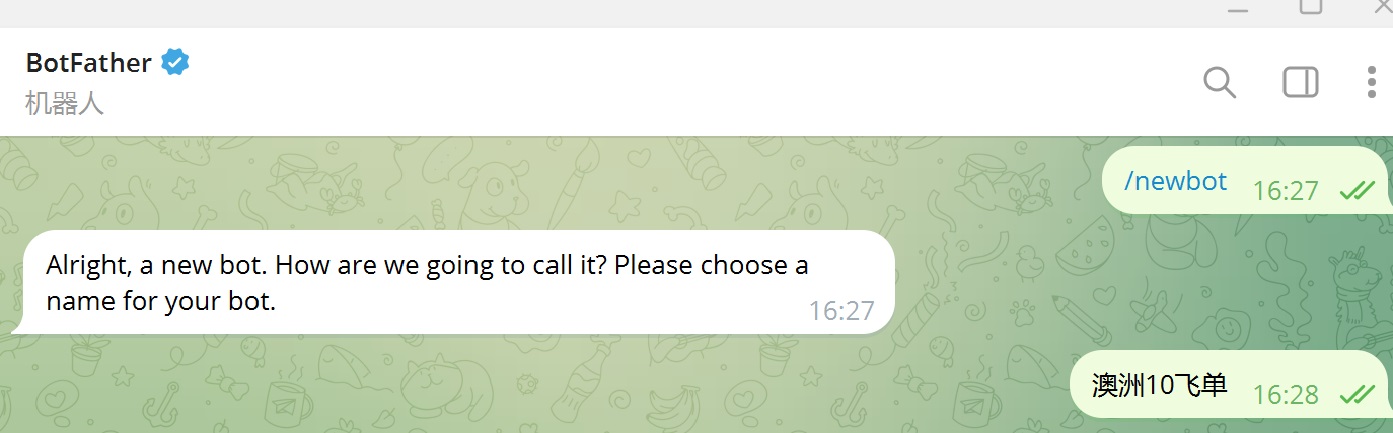 BotFather
机器人
/newbot 16:27
Alright, a new bot. How are we going to call it? Please choose a
name for your bot.
16:27
澳洲10飞单 16:28